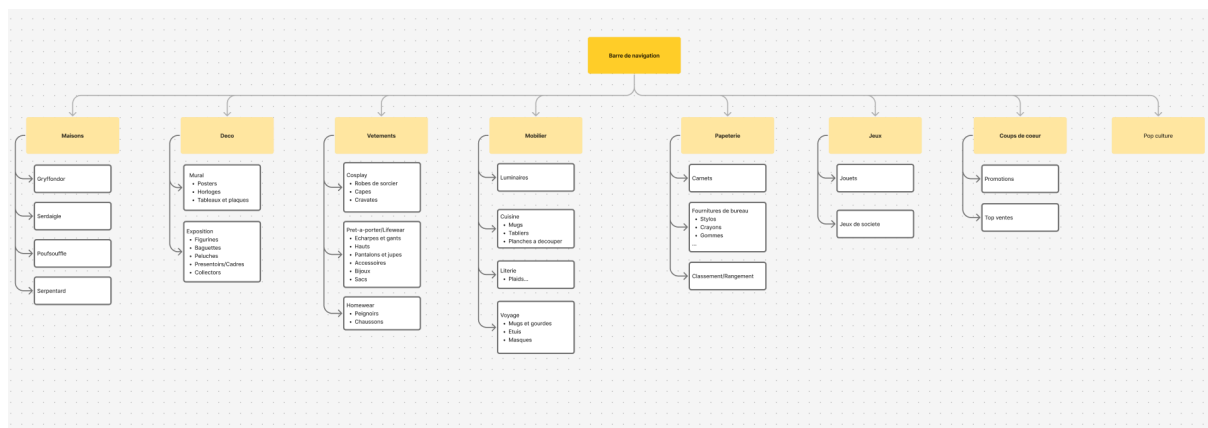 Barre de navigation
Maisons
Gryffondor
Serdaigle
Poufsouffle
Serpentard
Deco
Mural
• Posters
• Horloges
• Tableaux et plaques
Exposition
• Figurines
• Baguettes
• Peluches
• Presentoirs/Cadres
• Collectors
Vetements
Cosplay
• Robes de sorcier
• Capes
• Cravates
Pret-a-porter/Lifewear
• Echarpes et gants
• Hauts
• Pantalons et jupes
• Accessoires
• Bijoux
• Sacs
Homewear
• Peignoirs
• Chaussons
Mobilier
Luminaires
Cuisine
• Mugs
• Tabliers
• Planches a decouper
Literie
• Plaids...
Voyage
• Mugs et gourdes
• Etuis
• Masques
Papeterie
Carnets
Fournitures de bureau
• Stylos
• Crayons
• Gommes
...
Classement/Rangement
Jeux
Jouets
Jeux de societe
Coups de coeur
Promotions
Top ventes
Pop culture